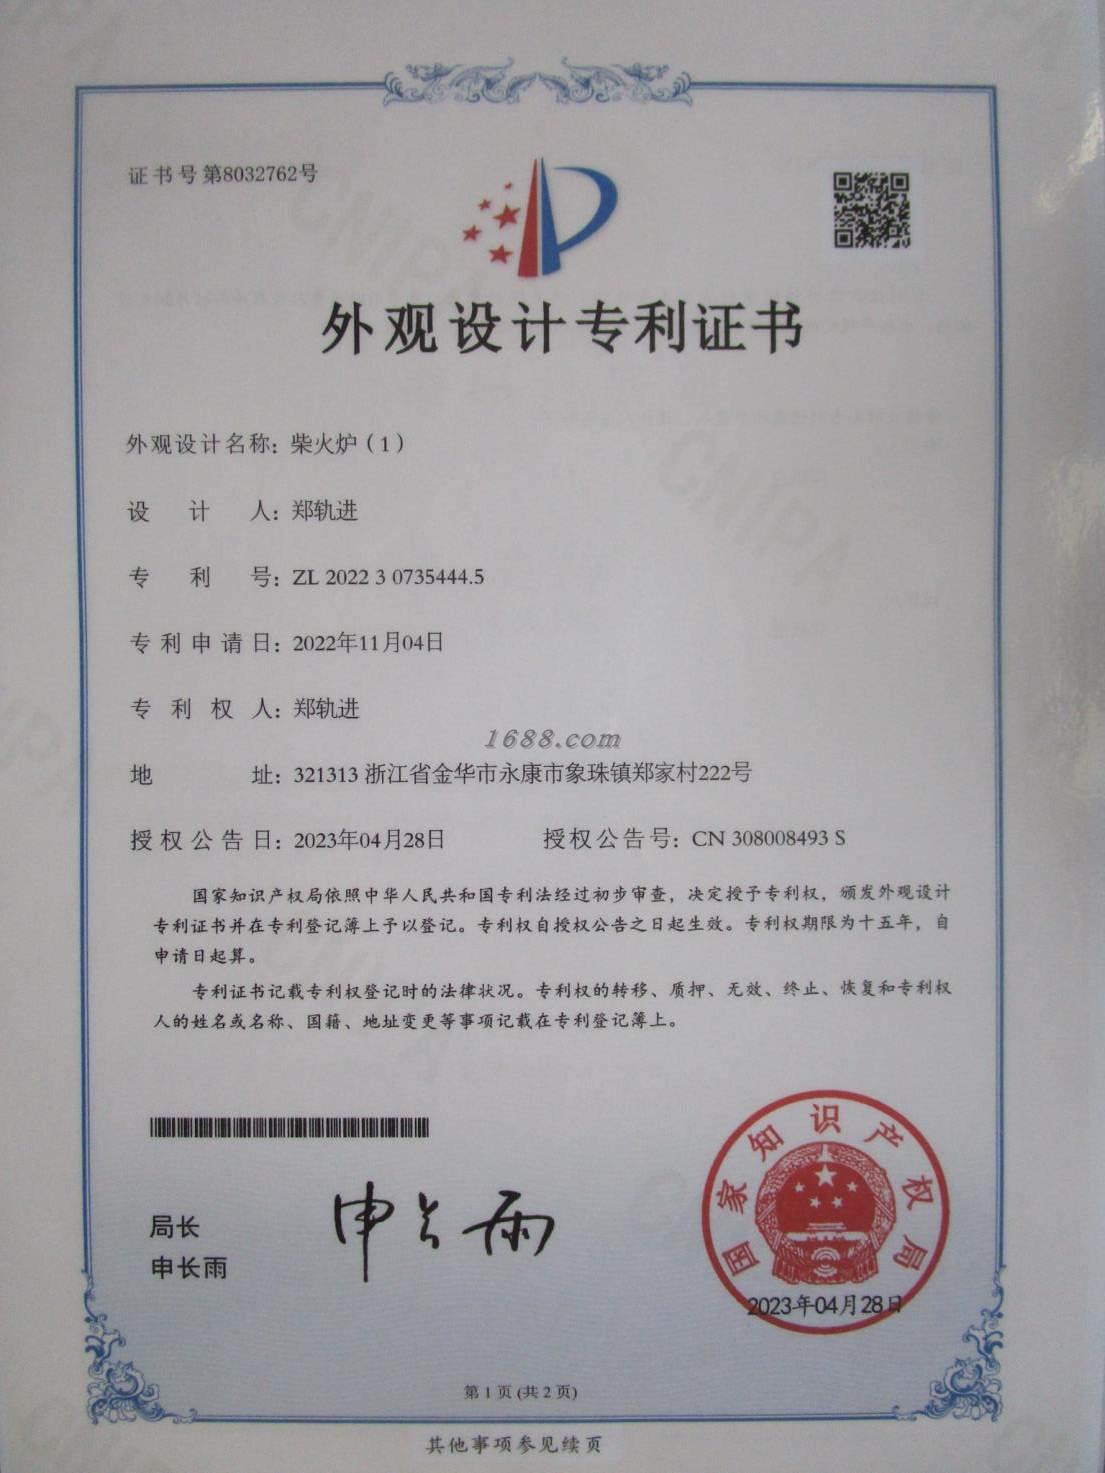 证书号第8032762号
外观设计专利证书
外观设计名称：柴火炉（1）
设计人：郑轨进
专利号：ZL 2022 3 0735444.5
专利申请日：2022年11月04日
专利权人：郑轨进
1688.com
地址：321313 浙江省金华市永康市象珠镇郑家村222号
授权公告日：2023年04月28日 授权公告号：CN 308008493 S
国家知识产权局依照中华人民共和国专利法经过初步审查，决定授予专利权，颁发外观设计
专利证书并在专利登记簿上予以登记。专利权自授权公告之日起生效。专利权期限为十五年，自
申请日起算。
专利证书记载专利权登记时的法律状况。专利权的转移、质押、无效、终止、恢复和专利权
人的姓名或名称、国籍、地址变更等事项记载在专利登记簿上。
局长
申长雨
申长雨
国家知识产权局
2023年04月28日
第 1 页 (共 2 页)
其他事项参见续页